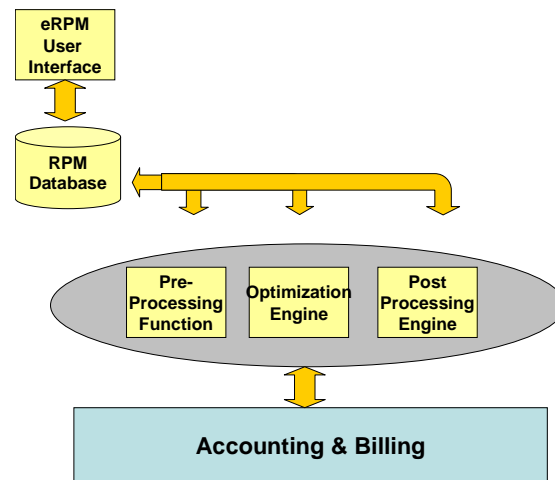 eRPM
User
Interface
RPM
Database
Pre-
Processing
Function
Optimization
Engine
Post
Processing
Engine
Accounting & Billing